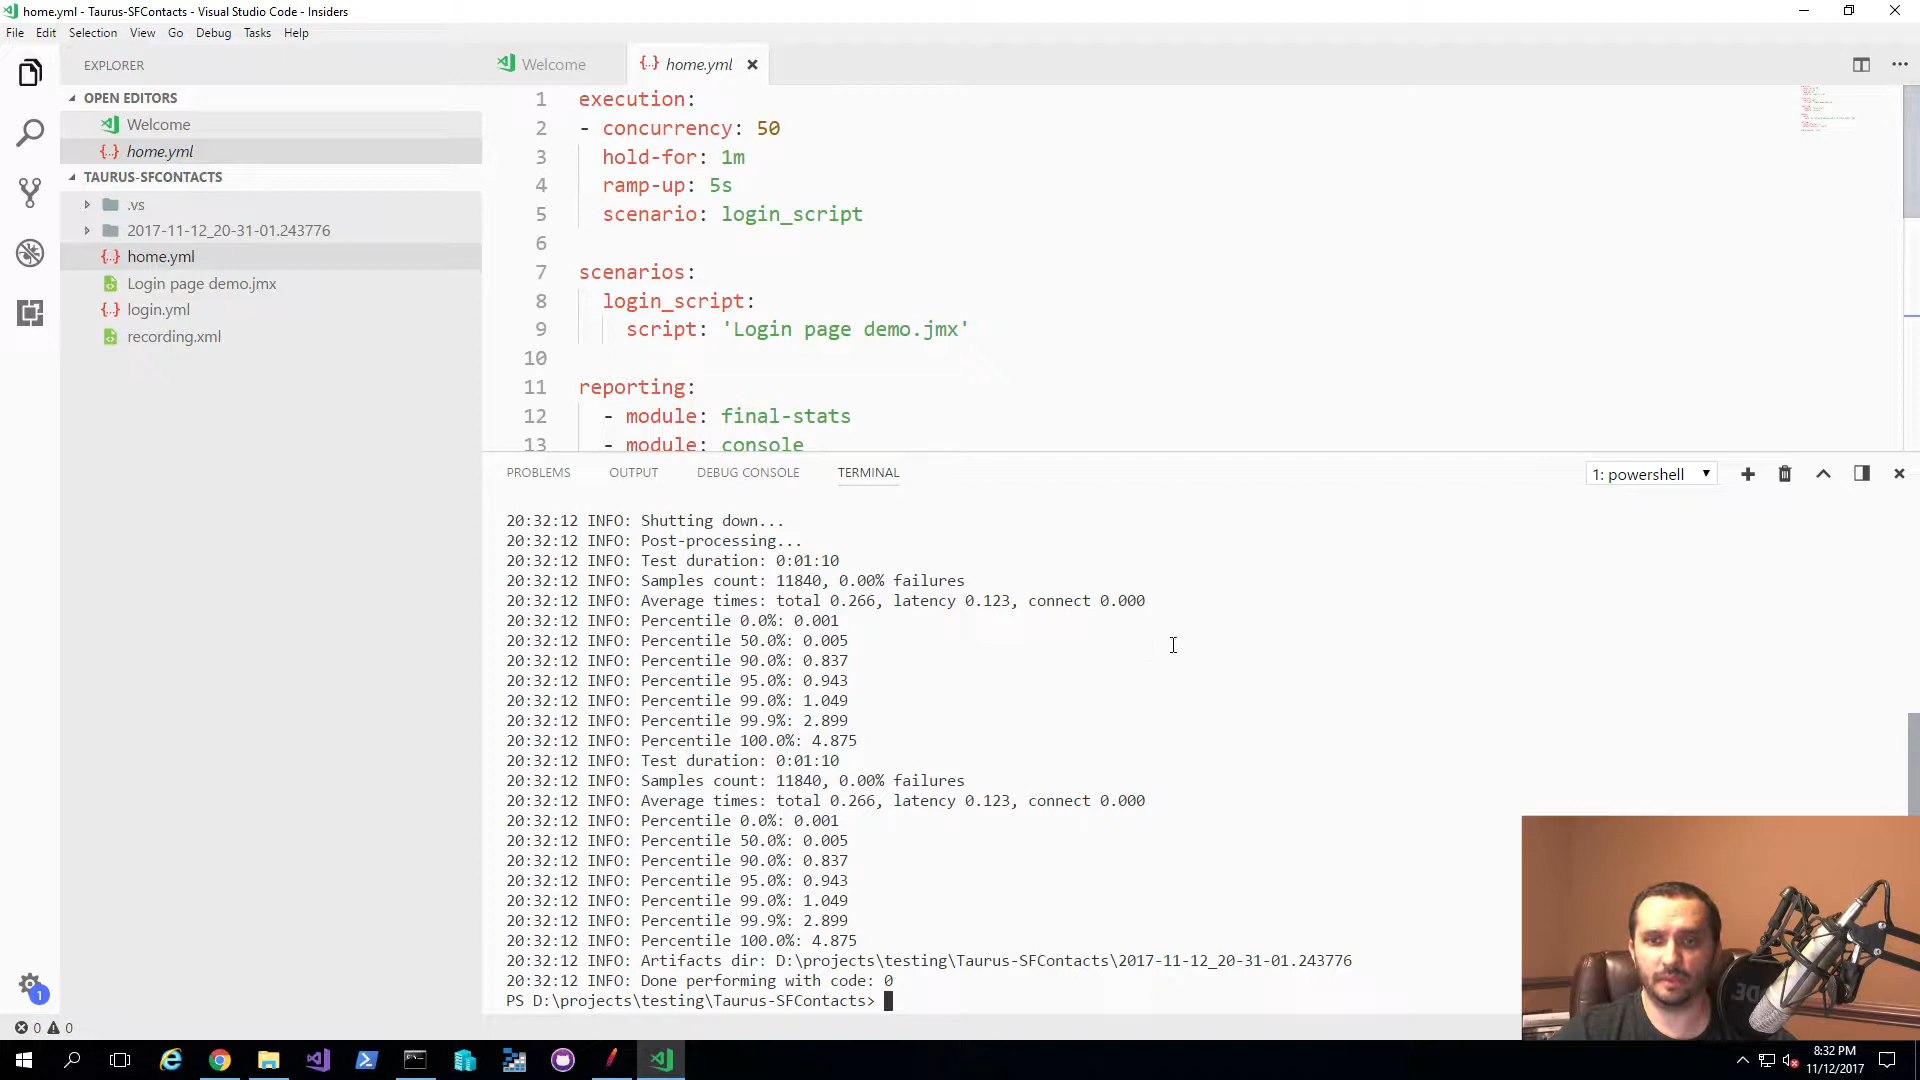 home.yml - Taurus-SFContacts - Visual Studio Code - Insiders
File Edit Selection View Go Debug Tasks Help
EXPLORER
OPEN EDITORS
Welcome
home.yml
TAURUS-SFCONTACTS
.vs
2017-11-12_20-31-01.243776
home.yml
Login page demo.jmx
login.yml
recording.xml
Welcome
home.yml
1 execution:
2 - concurrency: 50
3 hold-for: 1m
4 ramp-up: 5s
5 scenario: login_script
6
7 scenarios:
8 login_script:
9 script: 'Login page demo.jmx'
10
11 reporting:
12 - module: final-stats
13 - module: console
PROBLEMS OUTPUT DEBUG CONSOLE TERMINAL
1: powershell
20:32:12 INFO: Shutting down...
20:32:12 INFO: Post-processing...
20:32:12 INFO: Test duration: 0:01:10
20:32:12 INFO: Samples count: 11840, 0.00% failures
20:32:12 INFO: Average times: total 0.266, latency 0.123, connect 0.000
20:32:12 INFO: Percentile 0.0%: 0.001
20:32:12 INFO: Percentile 50.0%: 0.005
20:32:12 INFO: Percentile 90.0%: 0.837
20:32:12 INFO: Percentile 95.0%: 0.943
20:32:12 INFO: Percentile 99.0%: 1.049
20:32:12 INFO: Percentile 99.9%: 2.899
20:32:12 INFO: Percentile 100.0%: 4.875
20:32:12 INFO: Test duration: 0:01:10
20:32:12 INFO: Samples count: 11840, 0.00% failures
20:32:12 INFO: Average times: total 0.266, latency 0.123, connect 0.000
20:32:12 INFO: Percentile 0.0%: 0.001
20:32:12 INFO: Percentile 50.0%: 0.005
20:32:12 INFO: Percentile 90.0%: 0.837
20:32:12 INFO: Percentile 95.0%: 0.943
20:32:12 INFO: Percentile 99.0%: 1.049
20:32:12 INFO: Percentile 99.9%: 2.899
20:32:12 INFO: Percentile 100.0%: 4.875
20:32:12 INFO: Artifacts dir: D:\projects\testing\Taurus-SFContacts\2017-11-12_20-31-01.243776
20:32:12 INFO: Done performing with code: 0
PS D:\projects\testing\Taurus-SFContacts>
1
0 0
8:32 PM
11/12/2017